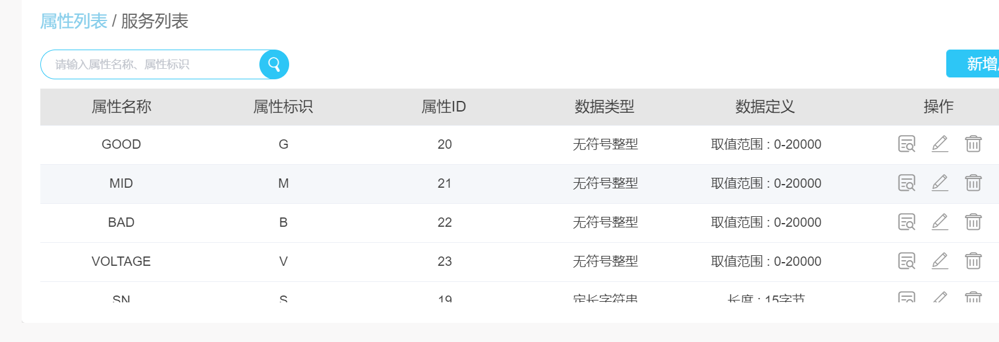 属性列表 / 服务列表
请输入属性名称、属性标识
新增
属性名称 属性标识 属性ID 数据类型 数据定义 操作
GOOD G 20 无符号整型 取值范围 : 0-20000
MID M 21 无符号整型 取值范围 : 0-20000
BAD B 22 无符号整型 取值范围 : 0-20000
VOLTAGE V 23 无符号整型 取值范围 : 0-20000
SN S 19 定长字符串 长度 : 15字节